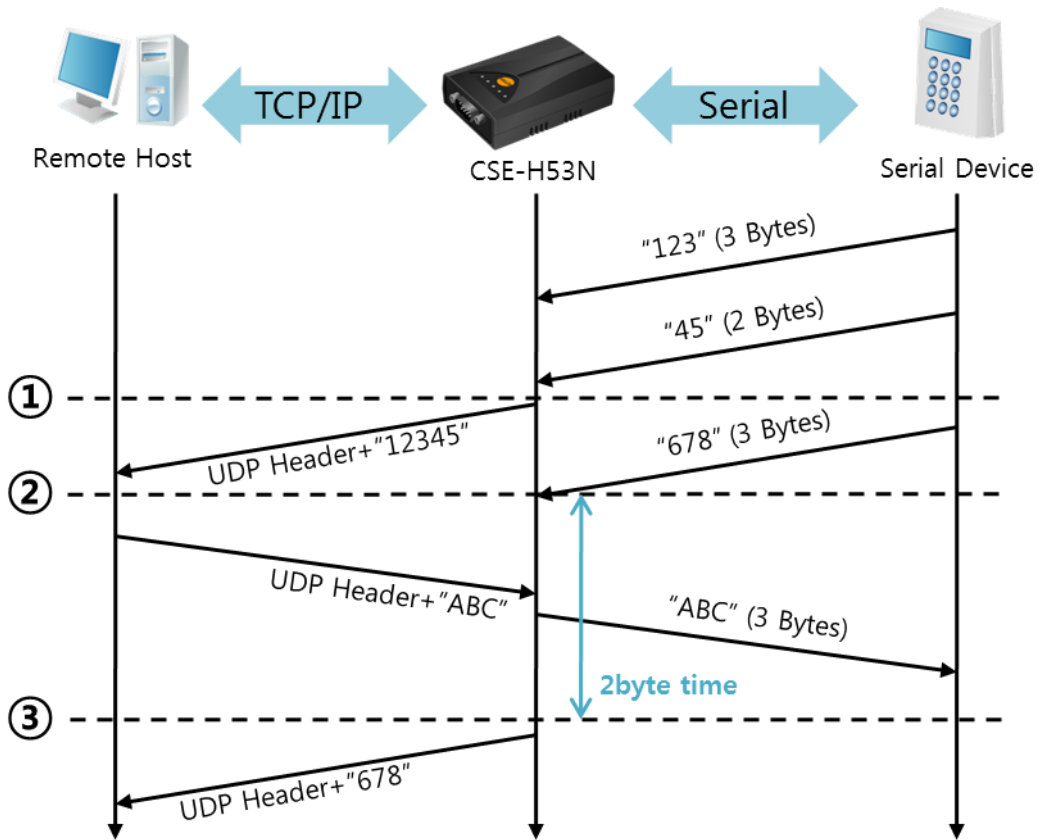 TCP/IP
Serial
Remote Host
CSE-H53N
Serial Device
“123” (3 Bytes)
“45” (2 Bytes)
①
UDP Header+”12345”
“678” (3 Bytes)
②
UDP Header+”ABC”
“ABC” (3 Bytes)
2byte time
③
UDP Header+”678”